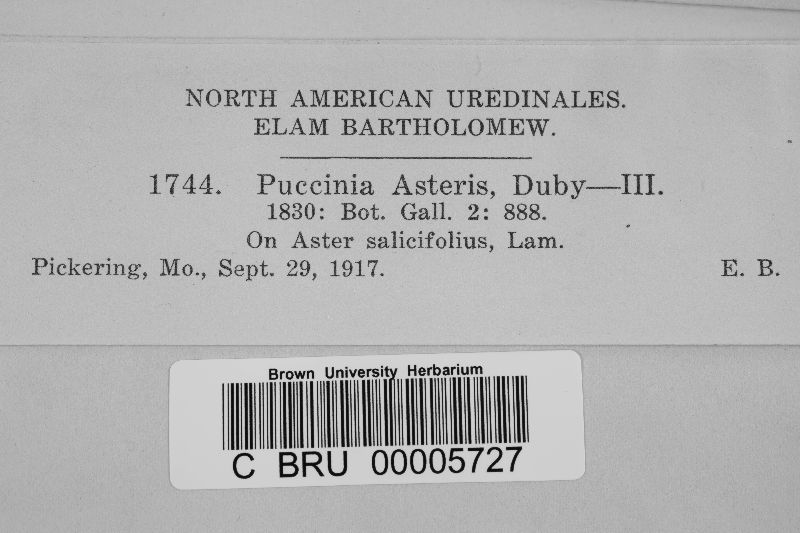 NORTH AMERICAN UREDINALES.
ELAM BARTHOLOMEW.
1744. Puccinia Asteris, Duby—III.
1830: Bot. Gall. 2: 888.
On Aster salicifolius, Lam.
Pickering, Mo., Sept. 29, 1917. E. B.
Brown University Herbarium
C BRU 00005727